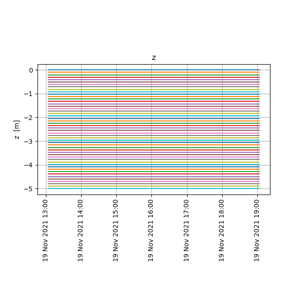 z
0
−1
−2
−3
−4
−5
z [m]
19 Nov 2021 13:00
19 Nov 2021 14:00
19 Nov 2021 15:00
19 Nov 2021 16:00
19 Nov 2021 17:00
19 Nov 2021 18:00
19 Nov 2021 19:00